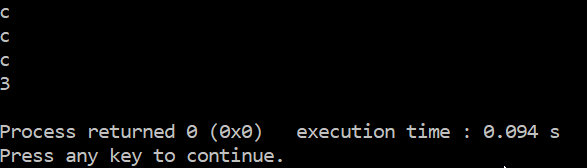 c
c
c
3
Process returned 0 (0x0)   execution time : 0.094 s
Press any key to continue.